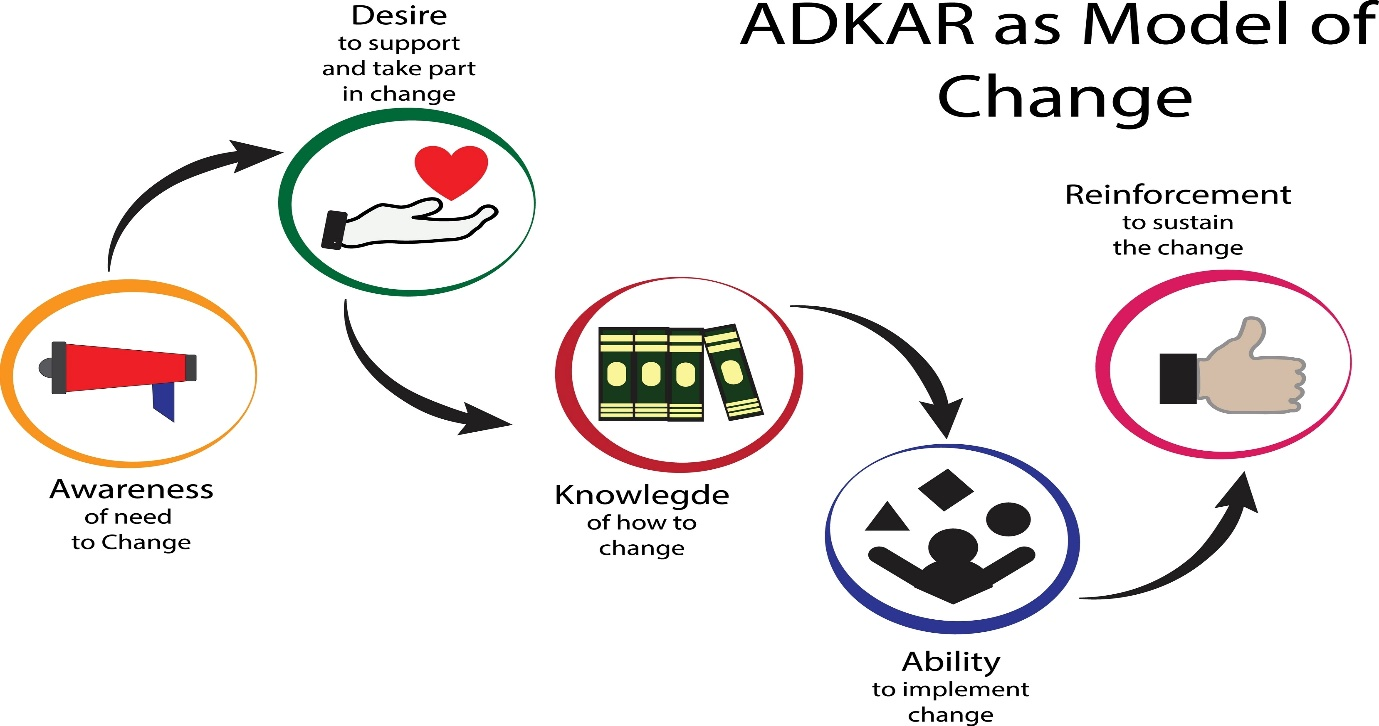 ADKAR as Model of
Change
Desire
to support
and take part
in change
Awareness
of need
to Change
Knowlegde
of how to
change
Ability
to implement
change
Reinforcement
to sustain
the change